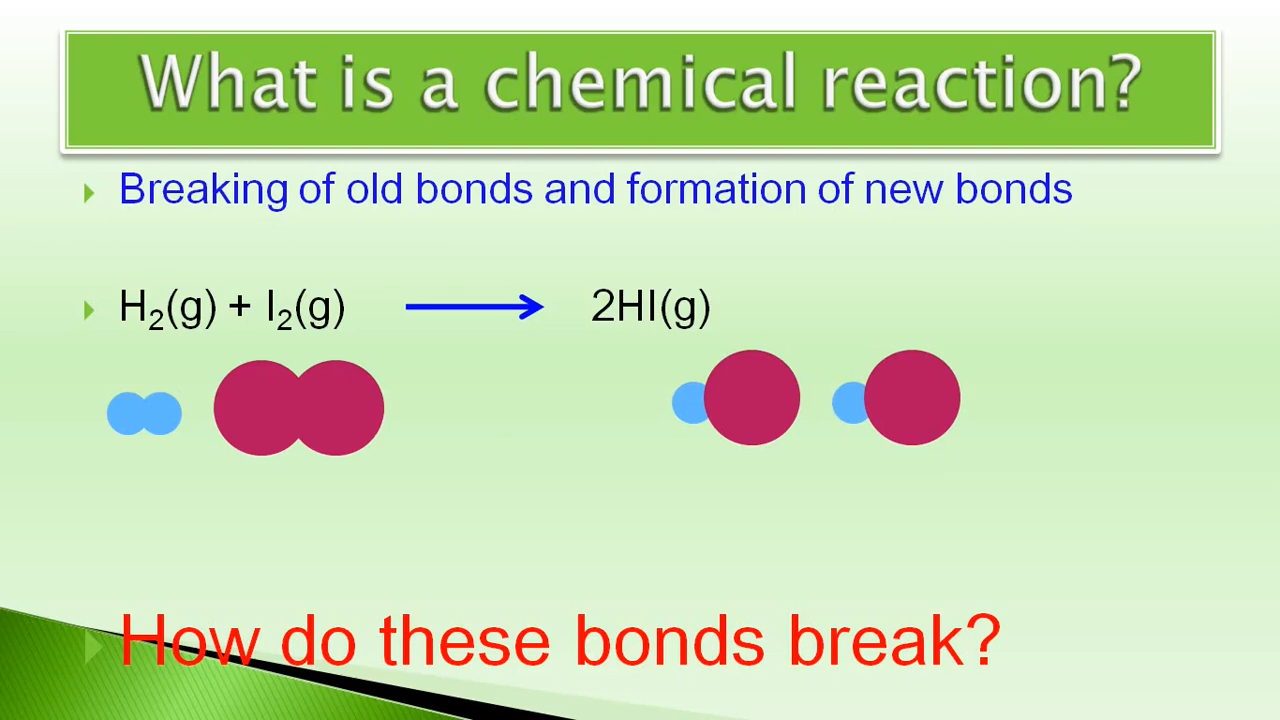 What is a chemical reaction?
Breaking of old bonds and formation of new bonds
H₂(g) + I₂(g) → 2HI(g)
How do these bonds break?